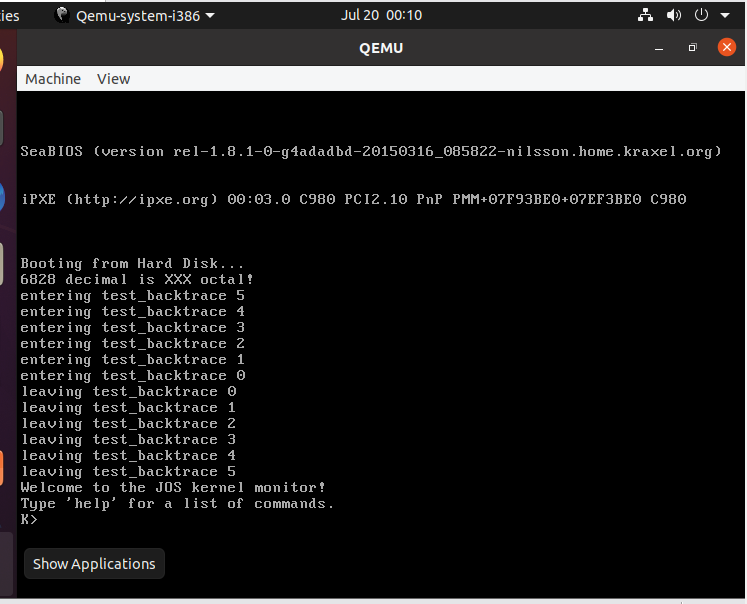 ies
Qemu-system-i386
Jul 20 00:10
QEMU
Machine View
SeaBIOS (version rel-1.8.1-0-g4adadbd-20150316_085822-nilsson.home.kraxel.org)
iPXE (http://ipxe.org) 00:03.0 C980 PCI2.10 PnP PMM+07F93BE0+07EF3BE0 C980
Booting from Hard Disk...
6828 decimal is XXX octal!
entering test_backtrace 5
entering test_backtrace 4
entering test_backtrace 3
entering test_backtrace 2
entering test_backtrace 1
entering test_backtrace 0
leaving test_backtrace 0
leaving test_backtrace 1
leaving test_backtrace 2
leaving test_backtrace 3
leaving test_backtrace 4
leaving test_backtrace 5
Welcome to the JOS kernel monitor!
Type 'help' for a list of commands.
K>
Show Applications